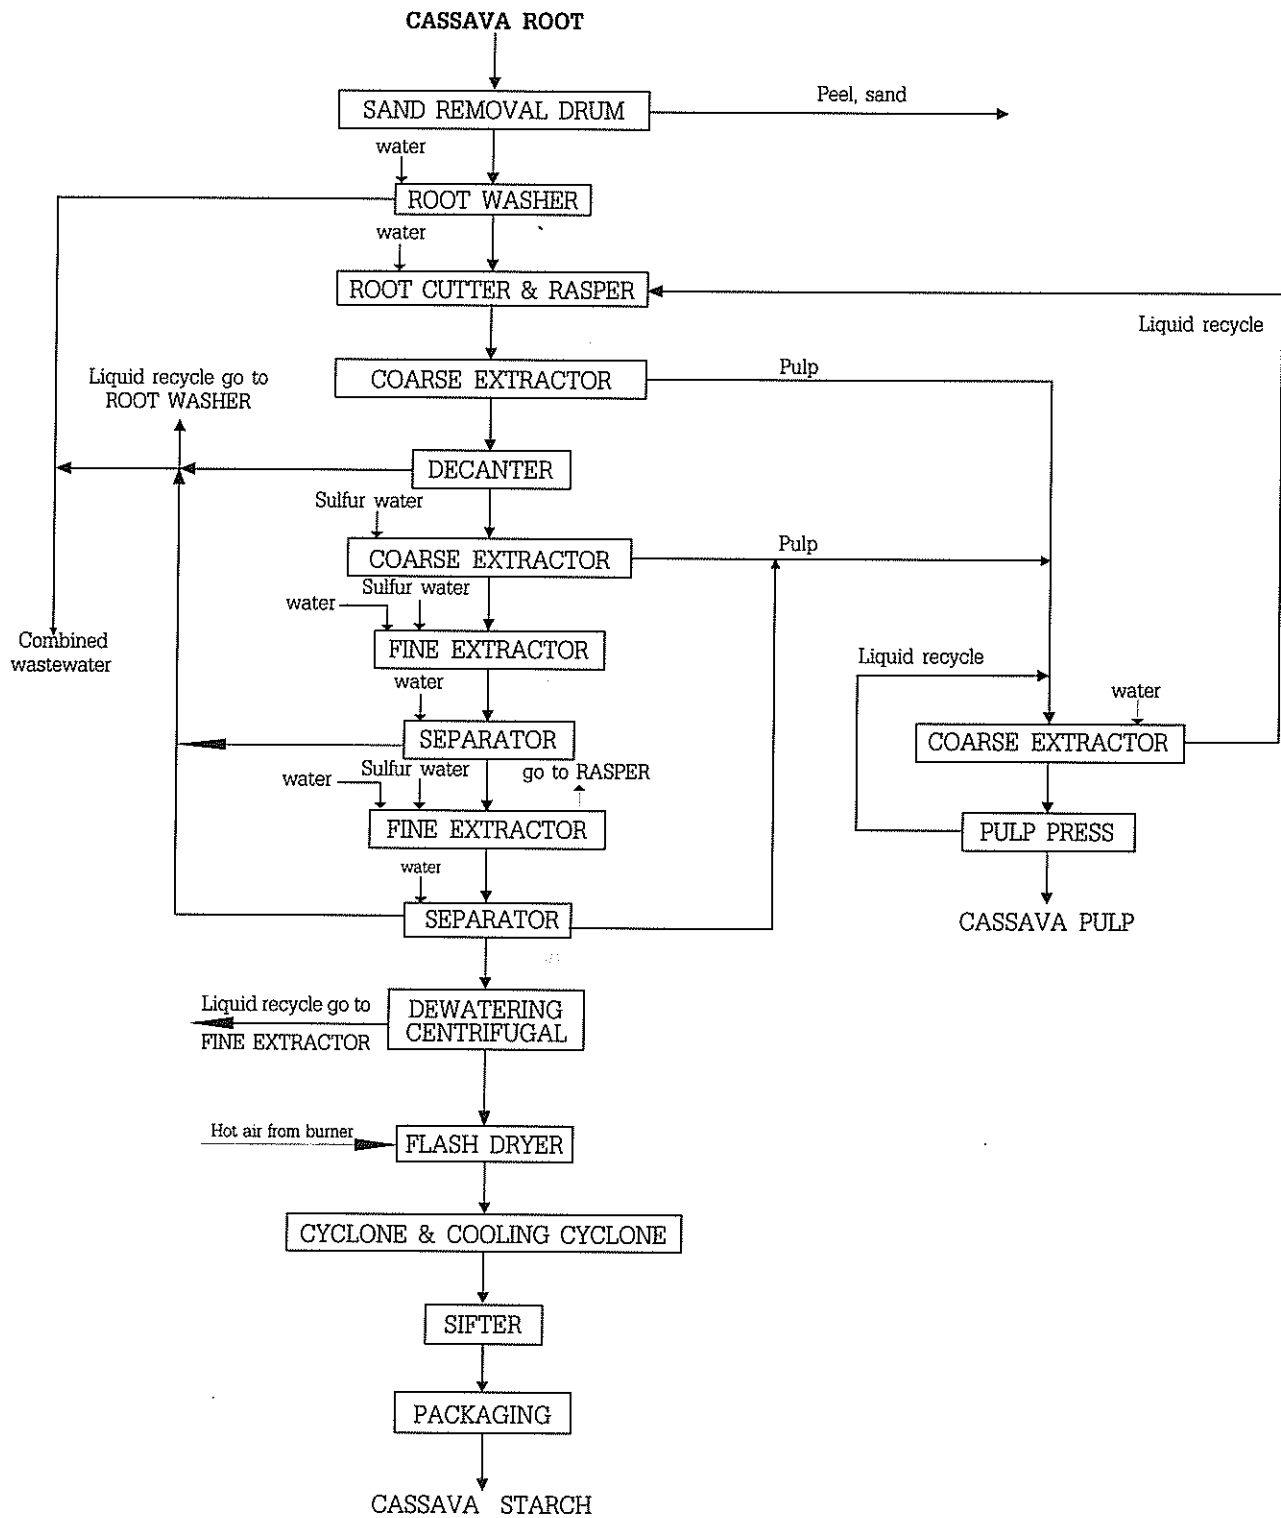 CASSAVA ROOT
SAND REMOVAL DRUM
Peel, sand
water
ROOT WASHER
water
ROOT CUTTER & RASPER
Liquid recycle
COARSE EXTRACTOR
Pulp
Liquid recycle go to
ROOT WASHER
DECANTER
Sulfur water
COARSE EXTRACTOR
Pulp
Sulfur water
water
Combined
wastewater
FINE EXTRACTOR
Liquid recycle
water
water
SEPARATOR
COARSE EXTRACTOR
Sulfur water
water
go to RASPER
FINE EXTRACTOR
PULP PRESS
water
SEPARATOR
CASSAVA PULP
Liquid recycle go to
FINE EXTRACTOR
DEWATERING
CENTRIFUGAL
Hot air from burner
FLASH DRYER
CYCLONE & COOLING CYCLONE
SIFTER
PACKAGING
CASSAVA STARCH